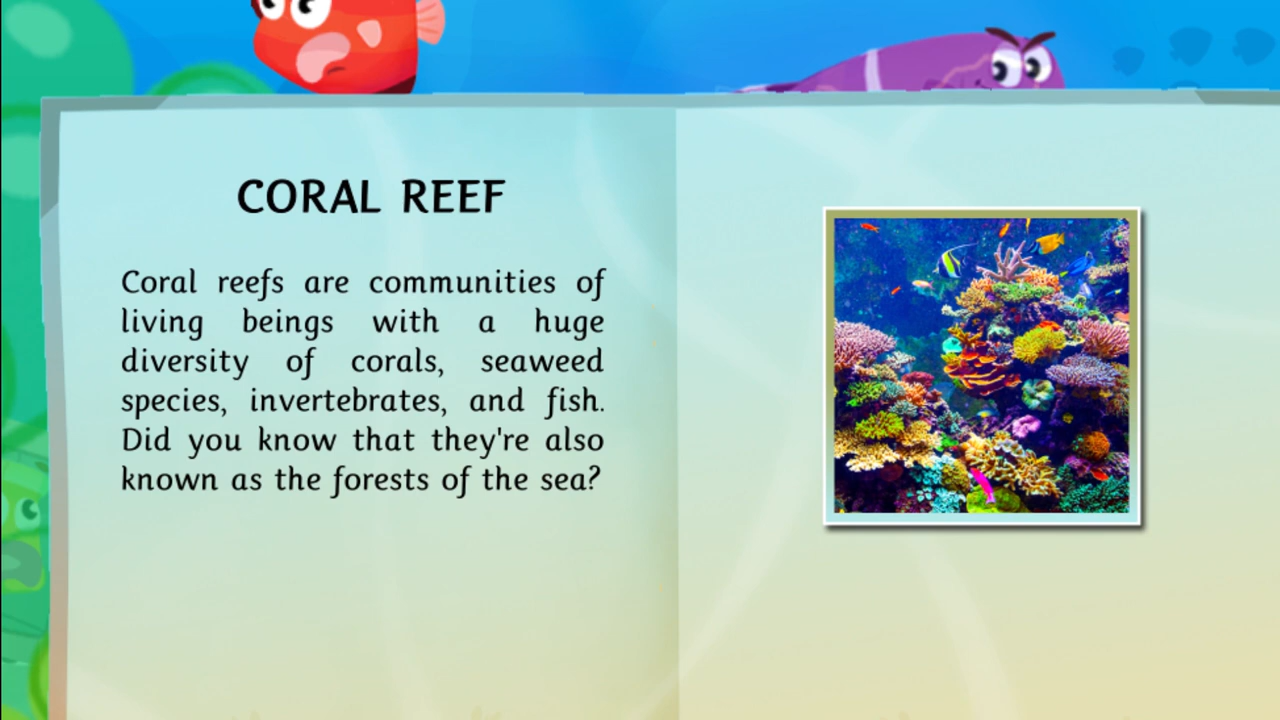 CORAL REEF
Coral reefs are communities of
living beings with a huge
diversity of corals, seaweed
species, invertebrates, and fish.
Did you know that they're also
known as the forests of the sea?